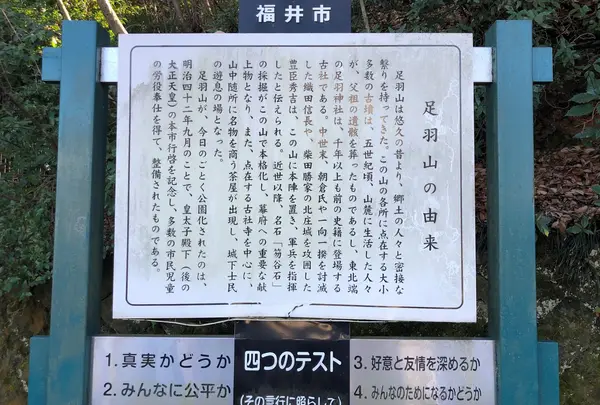 福井市
足羽山の由来
足羽山は悠久の昔より、郷土の人々と密接な
繋りを持ってきた。この山の各所に点在する大小
多数の古墳は、五世紀頃、山麓に生活した人々
が、父祖の遺骸を葬ったものであるし、東北端
の足羽神社は、千年以上も前の史籍に登場する
古社である。中世末、朝倉氏や一向一揆を討滅
した織田信長や、柴田勝家の北庄城を攻囲した
豊臣秀吉は、この山に本陣を置き、軍兵を指揮
したと伝えられる。近世以降、名石「笏谷石」
の採掘がこの山で本格化し、幕府への重要な献
上物となり、また、点在する古社寺を中心に、
山中随所に名物を商う茶屋が出現し、城下士民
の遊息の場となった。
足羽山が、今日のごとく公園化されたのは、
明治四十二年九月のことで、皇太子殿下（後の
大正天皇）の本市行啓を記念し、多数の市民児童
の労役奉仕を得て、整備されたものである。
四つのテスト
(その言行に照らして)
1.真実かどうか
2.みんなに公平か
3.好意と友情を深めるか
4.みんなのためになるかどうか